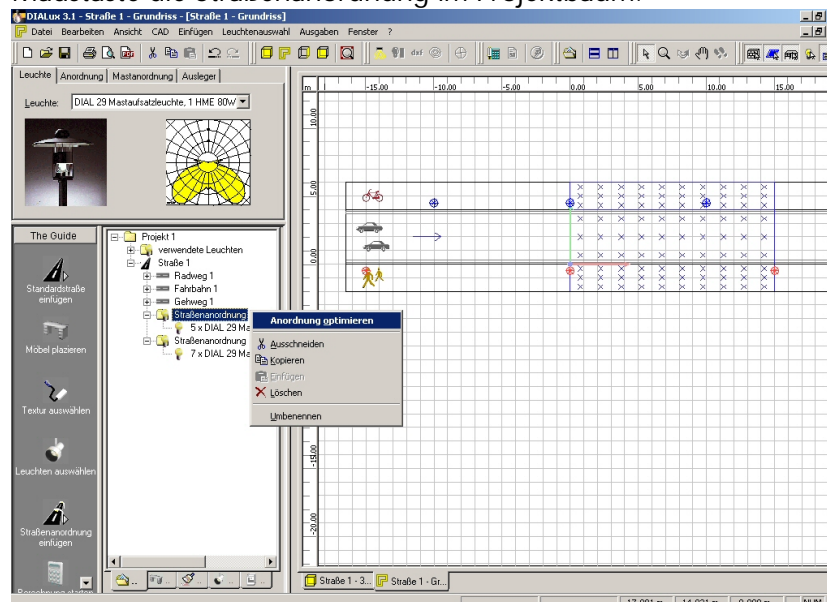 Maustaste die Straßenanordnung im Projektbaum.
DIALux 3.1 - Straße 1 - Grundriss - [Straße 1 - Grundriss]
Datei Bearbeiten Ansicht CAD Einfügen Leuchtenauswahl Ausgaben Fenster ?
dxf
Leuchte Anordnung Mastanordnung Ausleger
Leuchte: DIAL 29 Mastaufsatzleuchte, 1 HME 80W
The Guide
Standardstraße
einfügen
Möbel plazieren
Textur auswählen
Leuchten auswählen
Straßenanordnung
einfügen
Berechnung starten
Projekt 1
verwendete Leuchten
Straße 1
Radweg 1
Fahrbahn 1
Gehweg 1
Straßenanordnung
5 x DIAL 29 Ma
Straßenanordnung
7 x DIAL 29 Ma
Anordnung optimieren
Ausschneiden
Kopieren
Einfügen
Löschen
Umbenennen
m -15.00 -10.00 -5.00 0.00 5.00 10.00 15.00
10.00
5.00
0.00
-15.00
-20.00
Straße 1 - 3... Straße 1 - Gr...
NUM